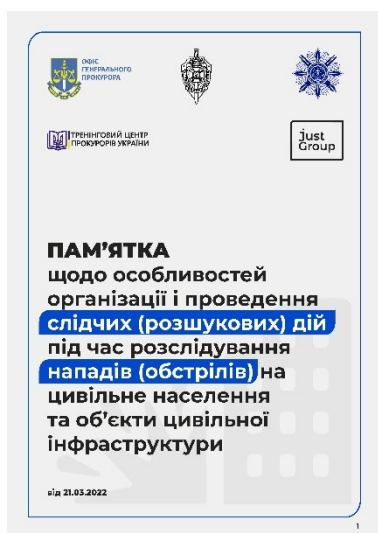 ОФІС
ГЕНЕРАЛЬНОГО
ПРОКУРОРА
ТРЕНІНГОВИЙ ЦЕНТР
ПРОКУРОРІВ УКРАЇНИ
just
Group
ПАМ’ЯТКА
щодо особливостей
організації і проведення
слідчих (розшукових) дій
під час розслідування
нападів (обстрілів) на
цивільне населення
та об’єкти цивільної
інфраструктури
від 21.03.2022
1